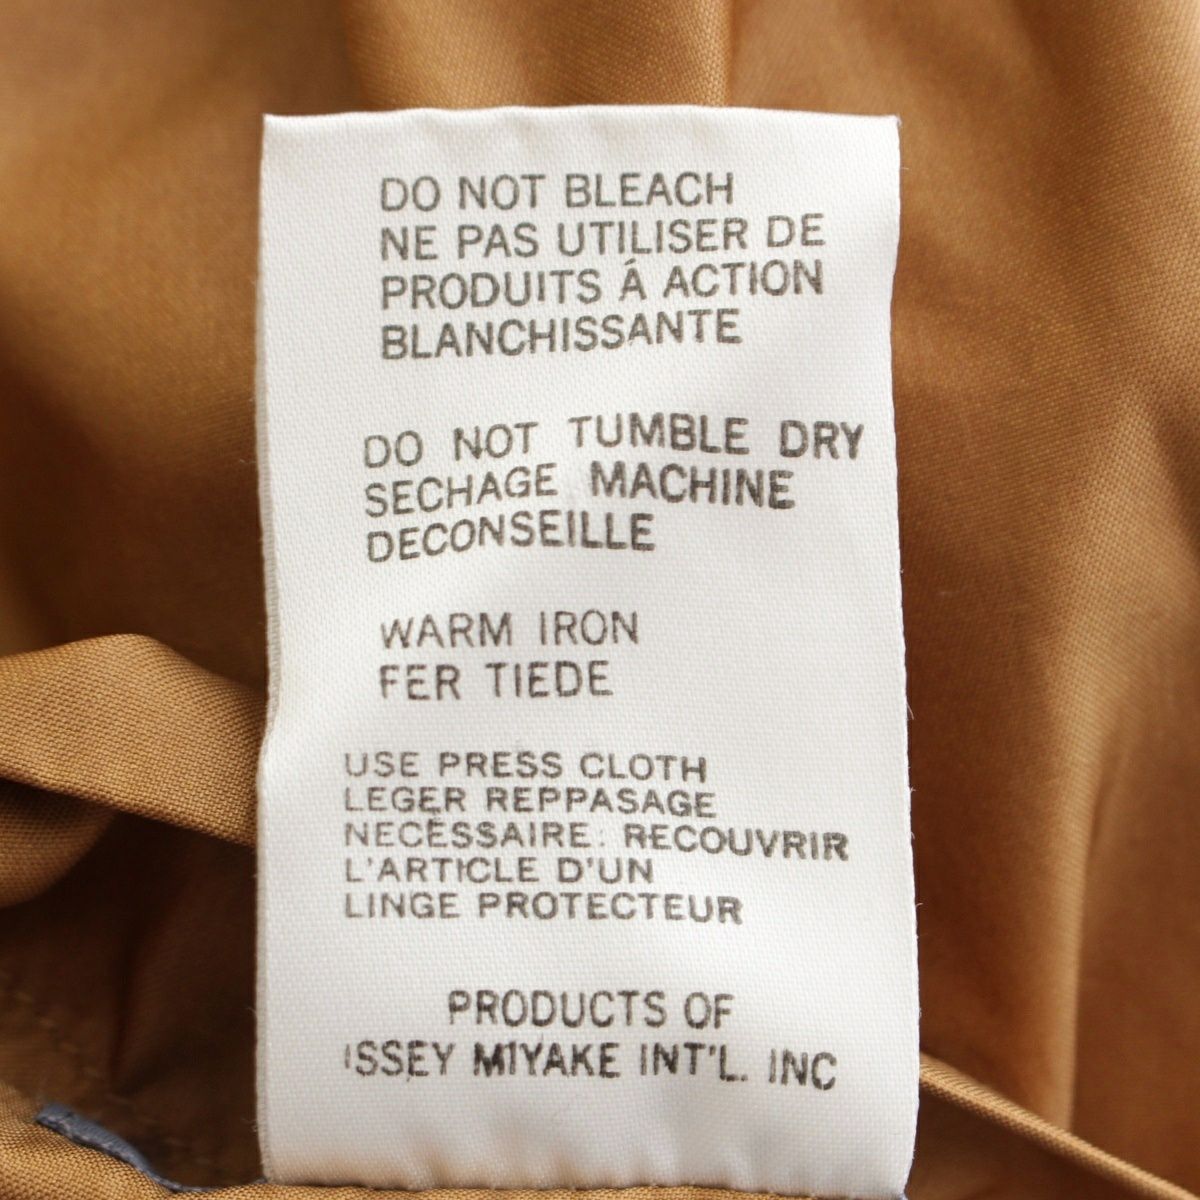 DO NOT BLEACH
NE PAS UTILISER DE
PRODUITS Á ACTION
BLANCHISSANTE
DO NOT TUMBLE DRY
SECHAGE MACHINE
DECONSEILLE
WARM IRON
FER TIEDE
USE PRESS CLOTH
LEGER REPPASAGE
NECÈSSAIRE: RECOUVRIR
L'ARTICLE D'UN
LINGE PROTECTEUR
PRODUCTS OF
ISSEY MIYAKE INT'L. INC